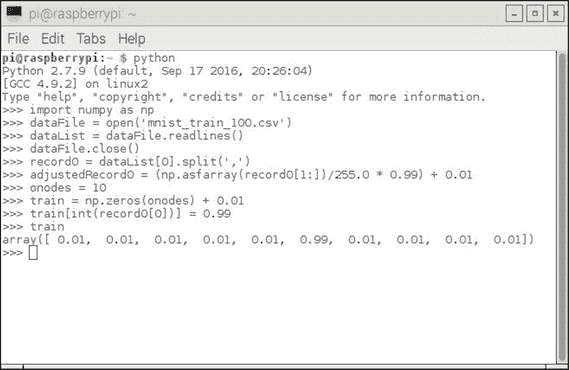 pi@raspberrypi: ~
File Edit Tabs Help
pi@raspberrypi:~ $ python
Python 2.7.9 (default, Sep 17 2016, 20:26:04)
[GCC 4.9.2] on linux2
Type "help", "copyright", "credits" or "license" for more information.
>>> import numpy as np
>>> dataFile = open('mnist_train_100.csv')
>>> dataList = dataFile.readlines()
>>> dataFile.close()
>>> record0 = dataList[0].split(',')
>>> adjustedRecord0 = (np.asfarray(record0[1:])/255.0 * 0.99) + 0.01
>>> onodes = 10
>>> train = np.zeros(onodes) + 0.01
>>> train[int(record0[0])] = 0.99
>>> train
array([ 0.01,  0.01,  0.01,  0.01,  0.01,  0.99,  0.01,  0.01,  0.01,  0.01])
>>>